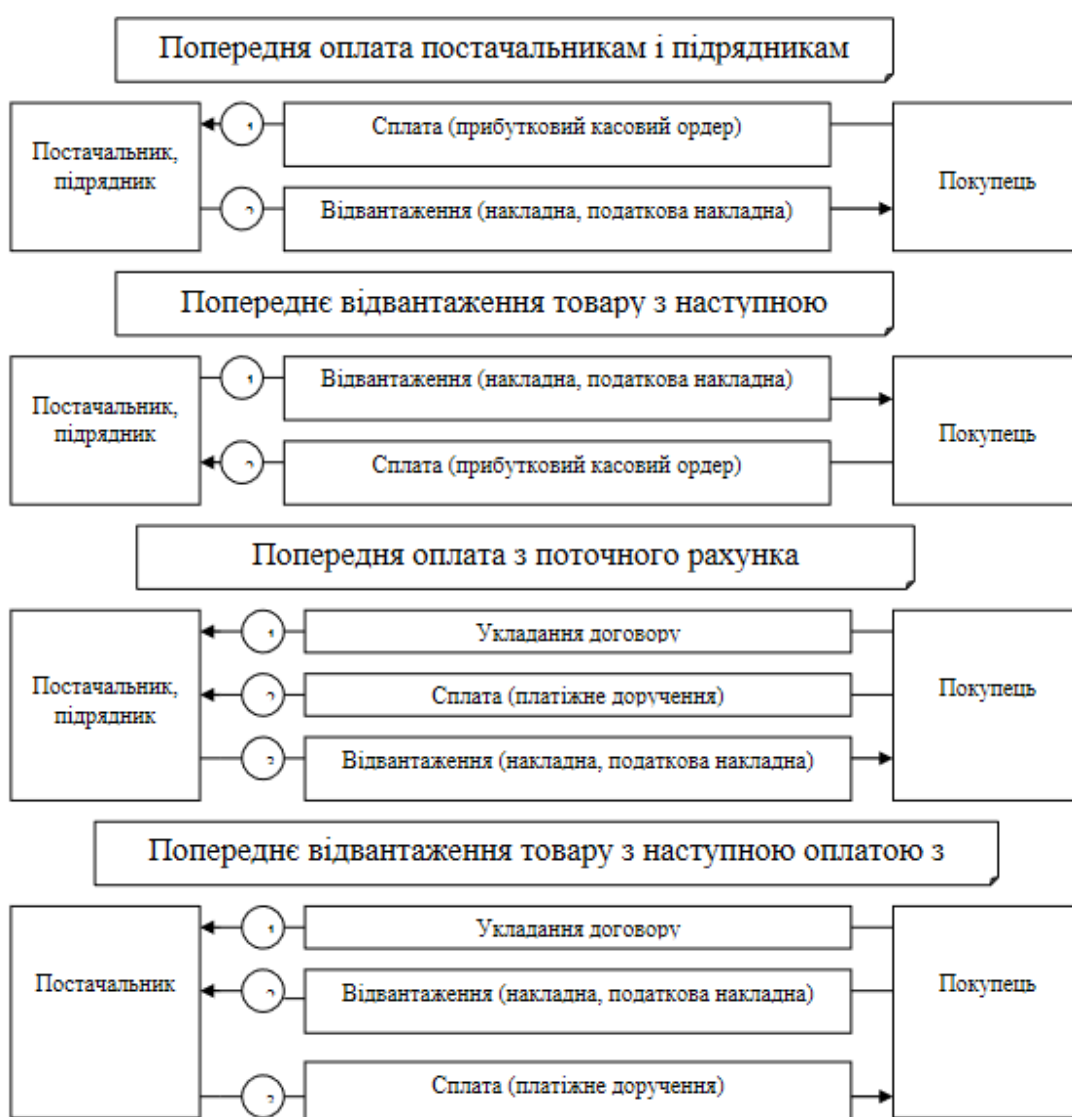 Попередня оплата постачальникам і підрядникам
Постачальник,
підрядник
Сплата (прибутковий касовий ордер)
Відвантаження (накладна, податкова накладна)
Покупець
Попереднє відвантаження товару з наступною
Постачальник,
підрядник
Відвантаження (накладна, податкова накладна)
Сплата (прибутковий касовий ордер)
Покупець
Попередня оплата з поточного рахунка
Постачальник,
підрядник
Укладання договору
Сплата (платіжне доручення)
Відвантаження (накладна, податкова накладна)
Покупець
Попереднє відвантаження товару з наступною оплатою з
Постачальник
Укладання договору
Відвантаження (накладна, податкова накладна)
Сплата (платіжне доручення)
Покупець